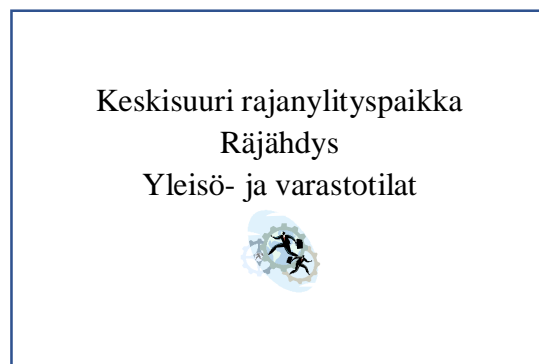 Keskisuuri rajanylityspaikka
Räjähdys
Yleisö- ja varastotilat